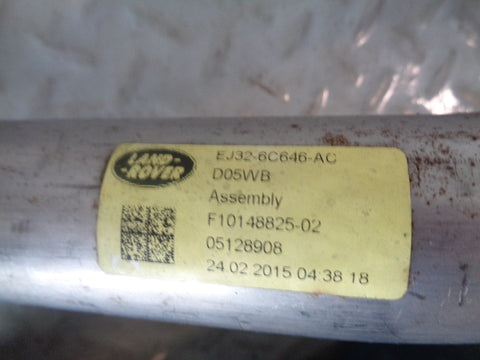 LAND-
-ROVER
EJ32-6C646-AC
D05WB
Assembly
F10148825-02
05128908
24 02 2015 04 38 18